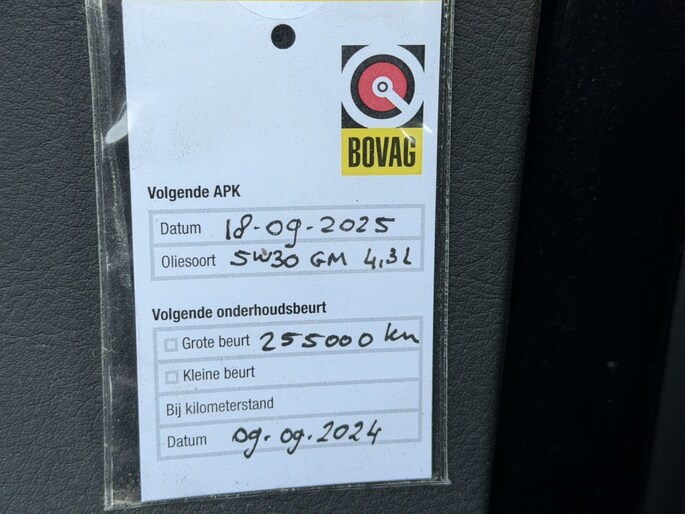 BOVAG
Volgende APK
Datum 18-09-2025
Oliesoort 5W30 GM 4,3L
Volgende onderhoudsbeurt
Grote beurt 255000 km
Kleine beurt
Bij kilometerstand
Datum 09-09-2024